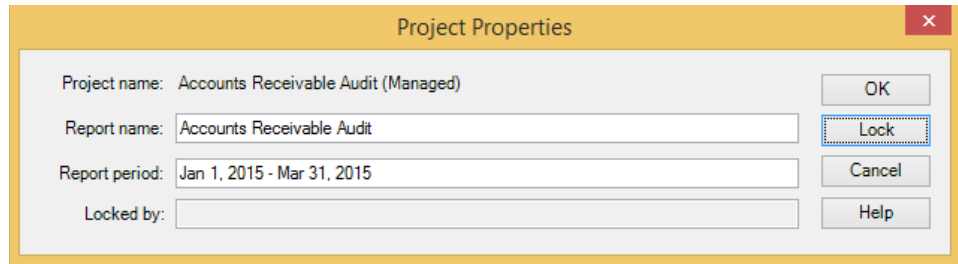 Project Properties
Project name: Accounts Receivable Audit (Managed)
OK
Report name: Accounts Receivable Audit
Lock
Report period: Jan 1, 2015 - Mar 31, 2015
Cancel
Locked by:
Help